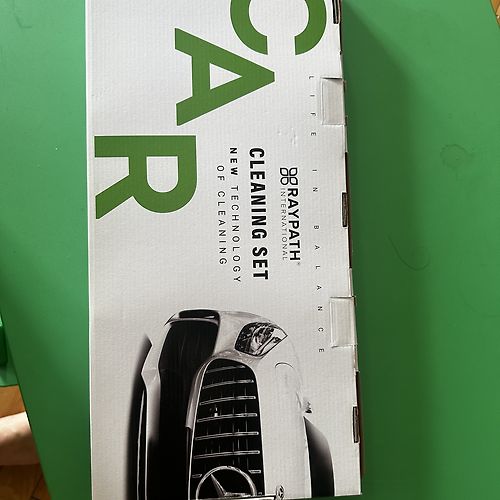 CAR
CLEANING SET
NEW TECHNOLOGY
OF CLEANING
RAYPATH®
INTERNATIONAL
LIFE IN BALANCE